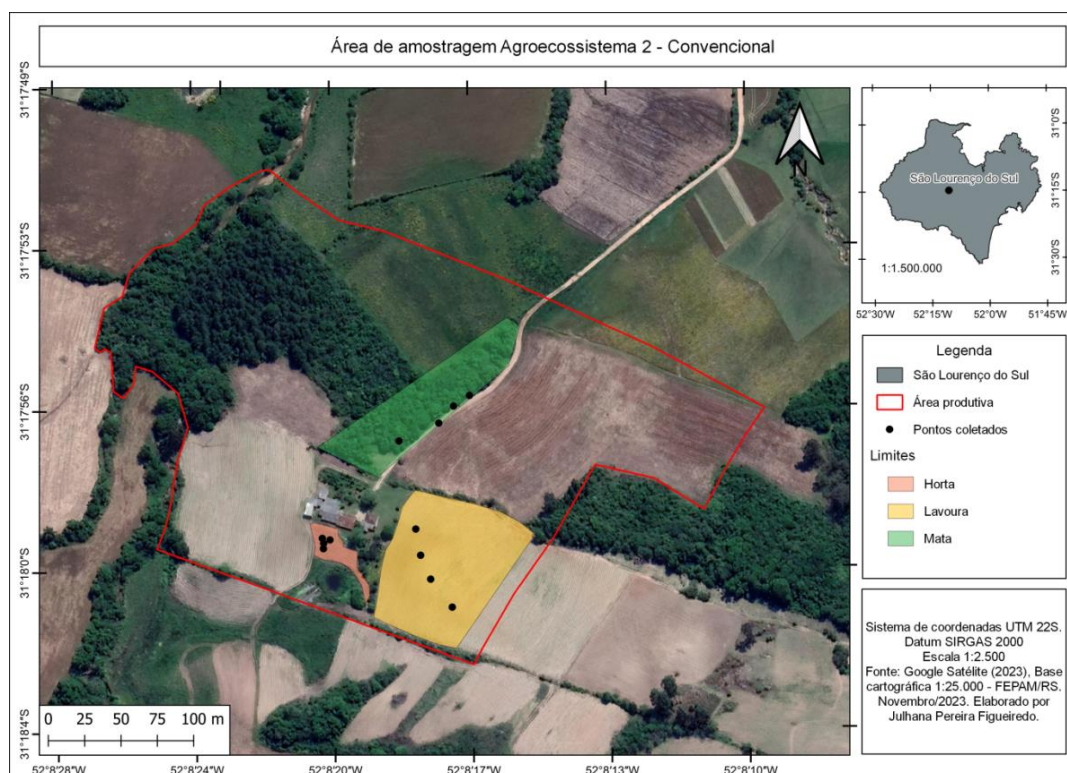 Área de amostragem Agroecossistema 2 - Convencional
31°17'49"S
31°17'53"S
31°17'56"S
31°18'0"S
31°18'4"S
52°8'28"W
52°8'24"W
52°8'20"W
52°8'17"W
52°8'13"W
52°8'10"W
N
0 25 50 75 100 m
São Lourenço do Sul
1:1.500.000
31°0'S
31°15'S
31°30'S
52°30'W
52°15'W
52°0'W
51°45'W
Legenda
São Lourenço do Sul
Área produtiva
Pontos coletados
Limites
Horta
Lavoura
Mata
Sistema de coordenadas UTM 22S.
Datum SIRGAS 2000
Escala 1:2.500
Fonte: Google Satélite (2023), Base
cartográfica 1:25.000 - FEPAM/RS.
Novembro/2023. Elaborado por
Julhana Pereira Figueiredo.